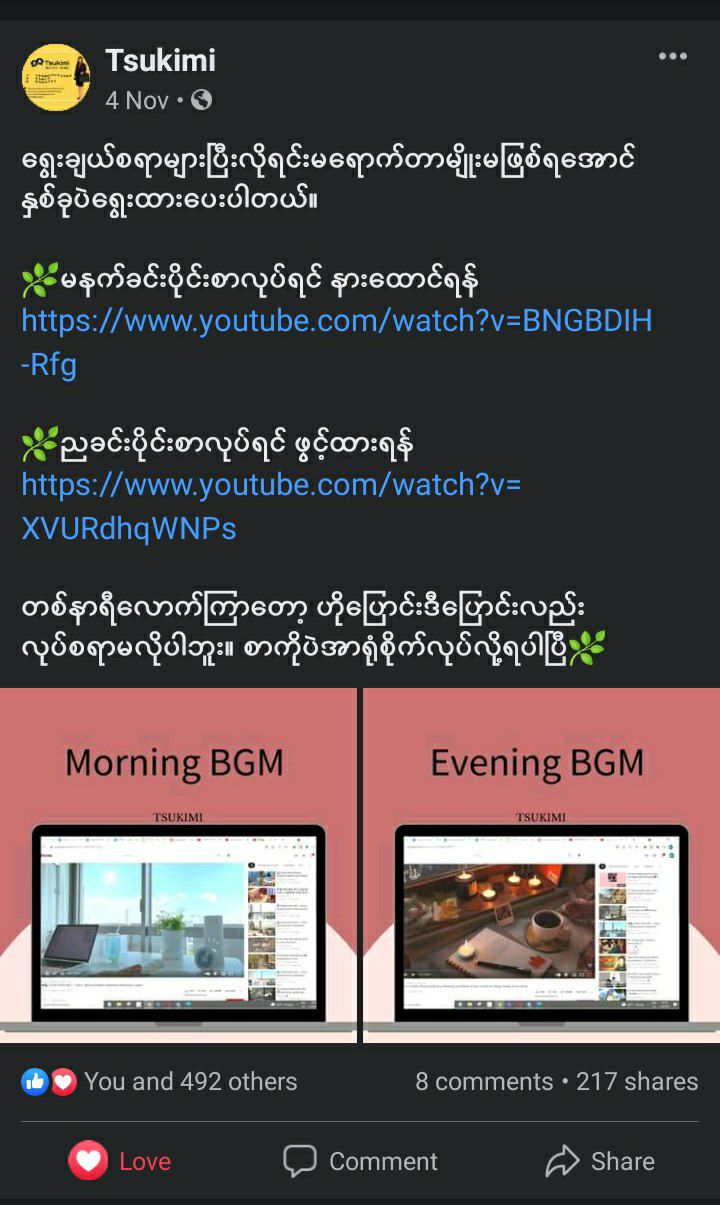 Tsukimi
4 Nov •
ရွေးချယ်စရာများပြီးလိုရင်းမရောက်တာမျိုးမဖြစ်ရအောင်
နှစ်ခုပဲရွေးထားပေးပါတယ်။
🌿မနက်ခင်းပိုင်းစာလုပ်ရင် နားထောင်ရန်
https://www.youtube.com/watch?v=BNGBDIH
-Rfg
🌿ညခင်းပိုင်းစာလုပ်ရင် ဖွင့်ထားရန်
https://www.youtube.com/watch?v=
XVURdhqWNPs
တစ်နာရီလောက်ကြာတော့ ဟိုပြောင်းဒီပြောင်းလည်း
လုပ်စရာမလိုပါဘူး။ စာကိုပဲအာရုံစိုက်လုပ်လို့ရပါပြီ🌿
Morning BGM
TSUKIMI
Evening BGM
TSUKIMI
You and 492 others
8 comments • 217 shares
Love
Comment
Share